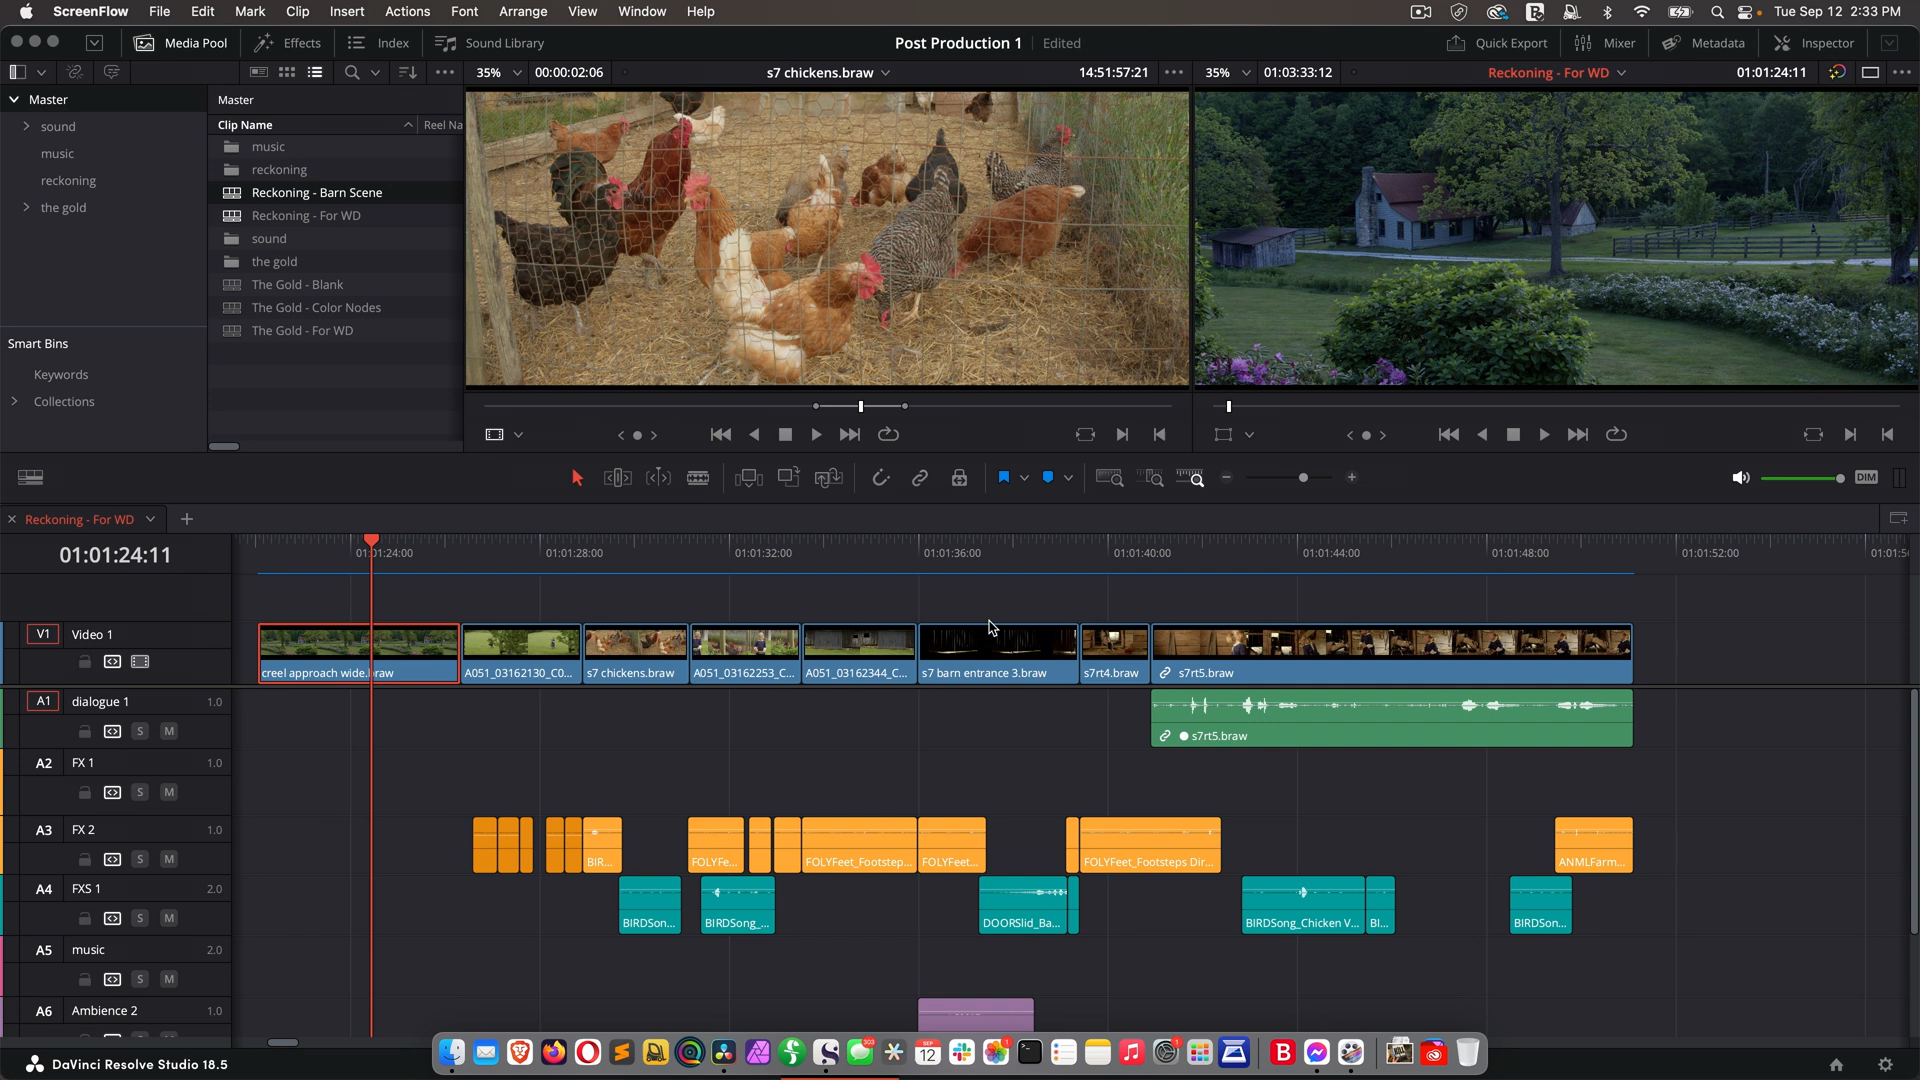 ScreenFlow File Edit Mark Clip Insert Actions Font Arrange View Window Help Tue Sep 12 2:33 PM
Media Pool Effects Index Sound Library Post Production 1 Edited Quick Export Mixer Metadata Inspector
35% 00:00:02:06 s7 chickens.braw 14:51:57:21 35% 01:03:33:12 Reckoning - For WD 01:01:24:11
Master
sound
music
reckoning
the gold
Smart Bins
Keywords
Collections
Master
Clip Name Reel Na
music
reckoning
Reckoning - Barn Scene
Reckoning - For WD
sound
the gold
The Gold - Blank
The Gold - Color Nodes
The Gold - For WD
DIM
Reckoning - For WD
01:01:24:11
01:01:24:00 01:01:28:00 01:01:32:00 01:01:36:00 01:01:40:00 01:01:44:00 01:01:48:00 01:01:52:00 01:01:5
V1 Video 1
creel approach wide.braw A051_03162130_C0... s7 chickens.braw A051_03162253_C... A051_03162344_C... s7 barn entrance 3.braw s7rt4.braw s7rt5.braw
A1 dialogue 1 1.0
S M
s7rt5.braw
A2 FX 1 1.0
S M
A3 FX 2 1.0
S M
BIR... FOLYFe... FOLYFeet_Footstep... FOLYFeet... FOLYFeet_Footsteps Dir... ANMLFarm...
A4 FXS 1 2.0
S M
BIRDSon... BIRDSong_... DOORSlid_Ba... BIRDSong_Chicken V... BI... BIRDSon...
A5 music 2.0
S M
A6 Ambience 2 1.0
SEP
12
303
1
1
B
DaVinci Resolve Studio 18.5